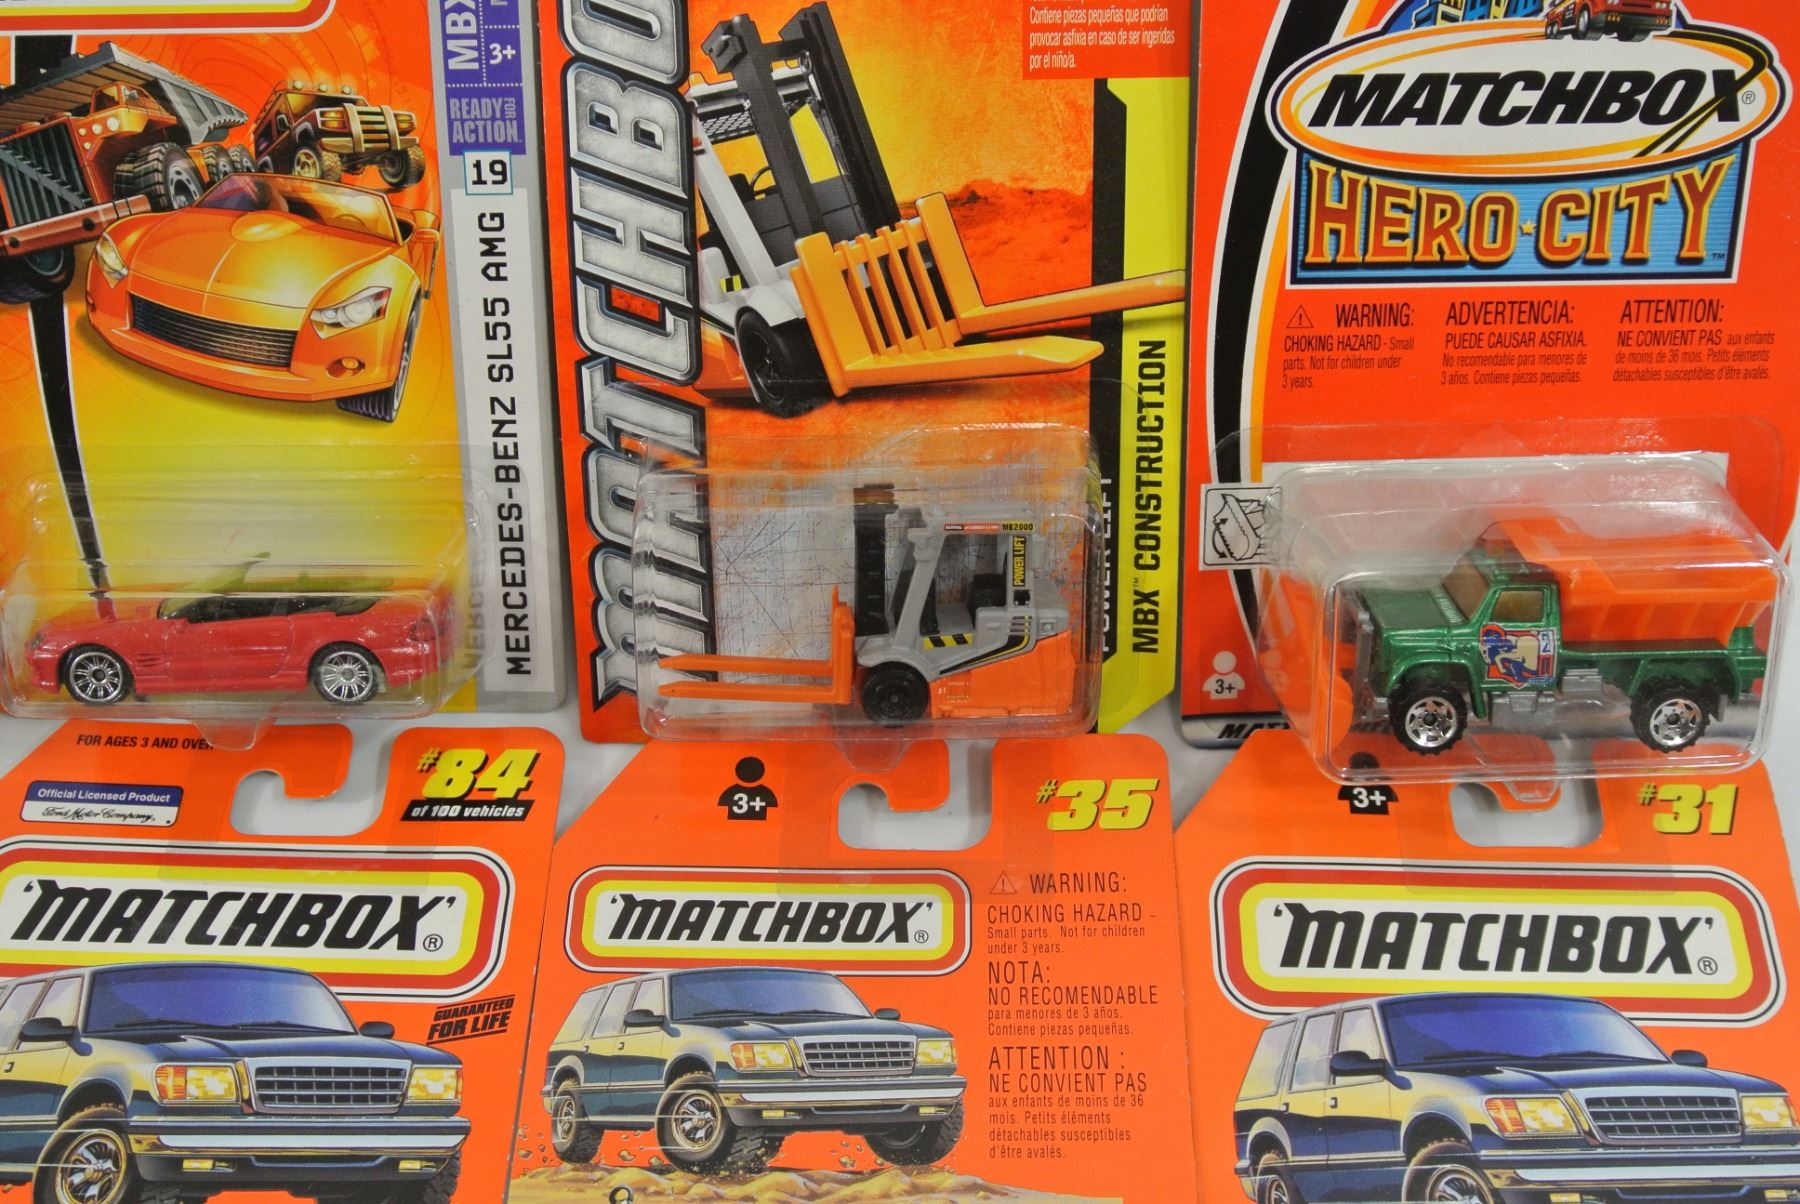 MBX
3+
READY FOR
ACTION
19
MERCEDES-BENZ SL55 AMG
MATCHBO
Contiene piezas pequeñas que podrían
provocar asfixia en caso de ser ingeridas
por el niño/a.
MBX™ CONSTRUCTION
POWER LIFT
MB2000
POWER LIFT
MATCHBOX®
HERO★CITY™
WARNING:
CHOKING HAZARD - Small
parts. Not for children under
3 years.
ADVERTENCIA:
PUEDE CAUSAR ASFIXIA.
No recomendable para menores de
3 años. Contiene piezas pequeñas.
ATTENTION:
NE CONVIENT PAS aux enfants
de moins de 36 mois. Petits éléments
détachables susceptibles d'être avalés.
3+
MAT
2
FOR AGES 3 AND OVER.
Official Licensed Product
Ford Motor Company.
#84
of 100 vehicles
'MATCHBOX'®
GUARANTEED
FOR LIFE
3+
#35
'MATCHBOX'®
WARNING:
CHOKING HAZARD -
Small parts. Not for children
under 3 years.
NOTA:
NO RECOMENDABLE
para menores de 3 años.
Contiene piezas pequeñas.
ATTENTION :
NE CONVIENT PAS
aux enfants de moins de 36
mois. Petits éléments
détachables susceptibles
d'être avalés.
3+
#31
'MATCHBOX'®